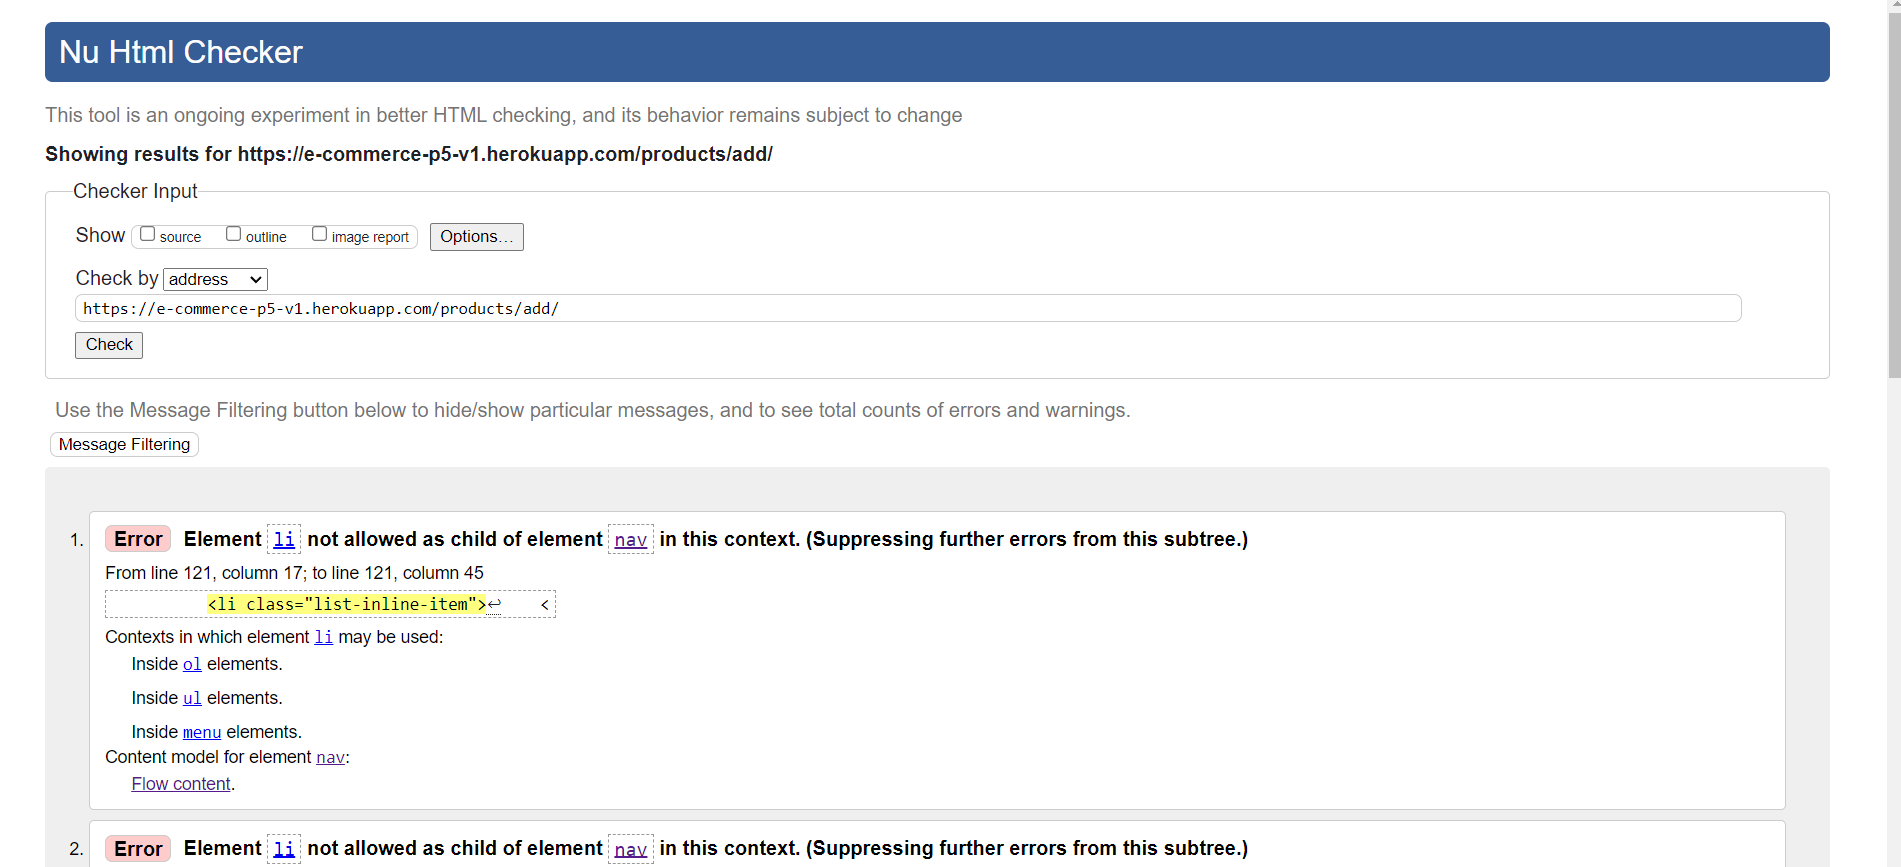 Nu Html Checker
This tool is an ongoing experiment in better HTML checking, and its behavior remains subject to change
Showing results for https://e-commerce-p5-v1.herokuapp.com/products/add/
Checker Input
Show source outline image report Options...
Check by address
https://e-commerce-p5-v1.herokuapp.com/products/add/
Check
Use the Message Filtering button below to hide/show particular messages, and to see total counts of errors and warnings.
Message Filtering
1. Error Element li not allowed as child of element nav in this context. (Suppressing further errors from this subtree.)
From line 121, column 17; to line 121, column 45
<li class="list-inline-item">↩ <
Contexts in which element li may be used:
Inside ol elements.
Inside ul elements.
Inside menu elements.
Content model for element nav:
Flow content.
2. Error Element li not allowed as child of element nav in this context. (Suppressing further errors from this subtree.)